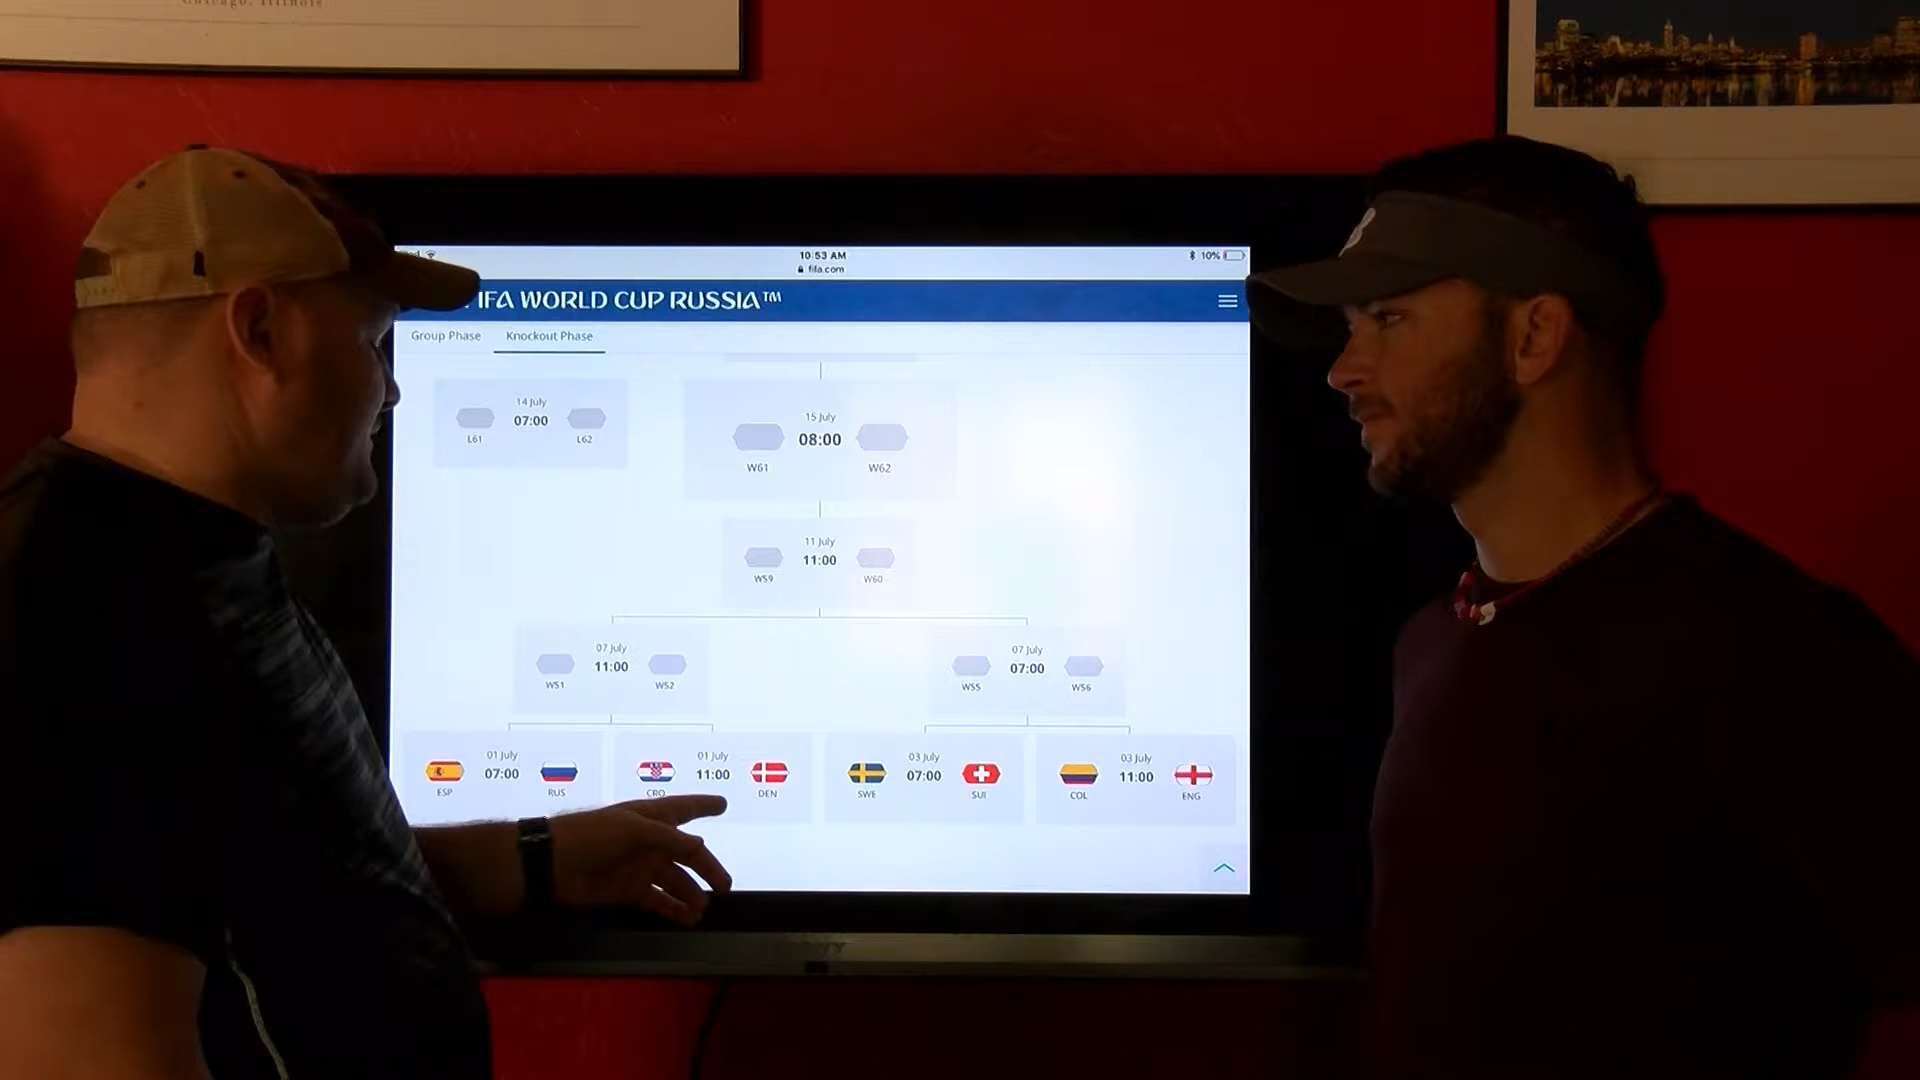 Chicago, Illinois
10:53 AM
10%
fifa.com
FIFA WORLD CUP RUSSIA™
Group Phase Knockout Phase
14 July
07:00
L61 L62
15 July
08:00
W61 W62
11 July
11:00
W59 W60
07 July
11:00
W51 W52
07 July
07:00
W55 W56
01 July
07:00
ESP RUS
01 July
11:00
CRO DEN
03 July
07:00
SWE SUI
03 July
11:00
COL ENG